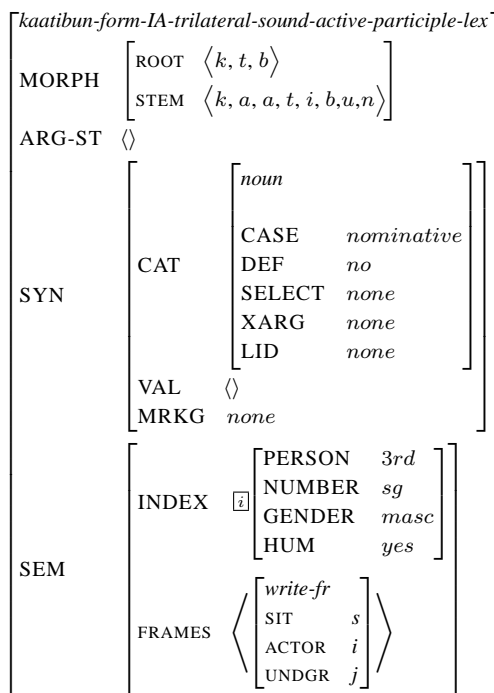 kaatibun-form-IA-trilateral-sound-active-participle-lex
MORPH
ROOT ⟨k, t, b⟩
STEM ⟨k, a, a, t, i, b,u,n⟩
ARG-ST ⟨⟩
SYN
CAT
noun
CASE nominative
DEF no
SELECT none
XARG none
LID none
VAL ⟨⟩
MRKG none
SEM
INDEX i
PERSON 3rd
NUMBER sg
GENDER masc
HUM yes
FRAMES
write-fr
SIT s
ACTOR i
UNDGR j